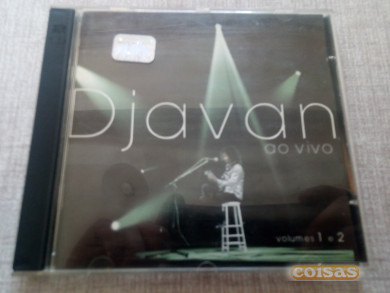 Djavan
ao vivo
volumes 1 e 2
coisas